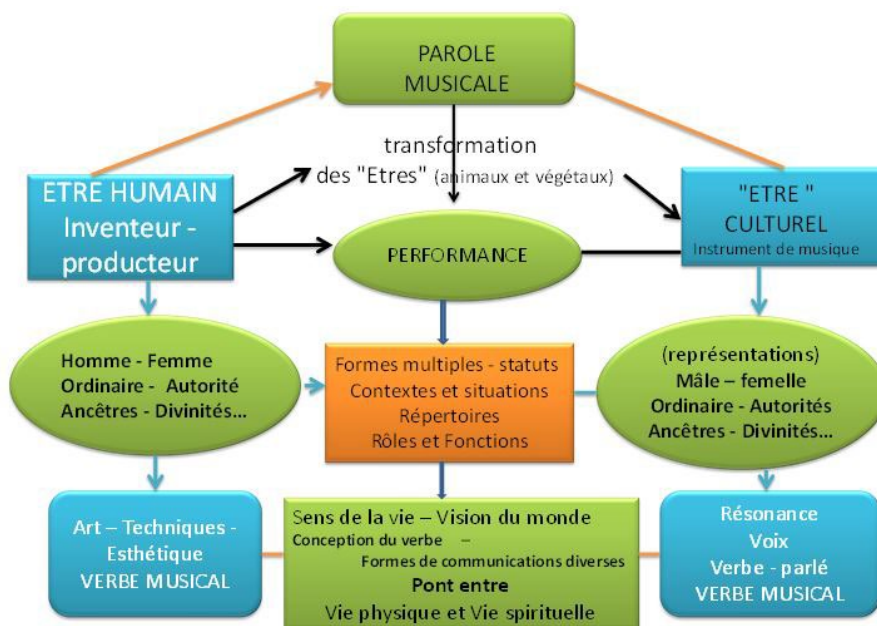 PAROLE
MUSICALE
transformation
des "Etres" (animaux et végétaux)
ETRE HUMAIN
Inventeur -
producteur
"ETRE "
CULTUREL
Instrument de musique
PERFORMANCE
Homme - Femme
Ordinaire - Autorité
Ancêtres - Divinités...
Formes multiples - statuts
Contextes et situations
Répertoires
Rôles et Fonctions
(représentations)
Mâle – femelle
Ordinaire - Autorités
Ancêtres - Divinités...
Art – Techniques -
Esthétique
VERBE MUSICAL
Sens de la vie – Vision du monde
Conception du verbe –
Formes de communications diverses
Pont entre
Vie physique et Vie spirituelle
Résonance
Voix
Verbe - parlé
VERBE MUSICAL